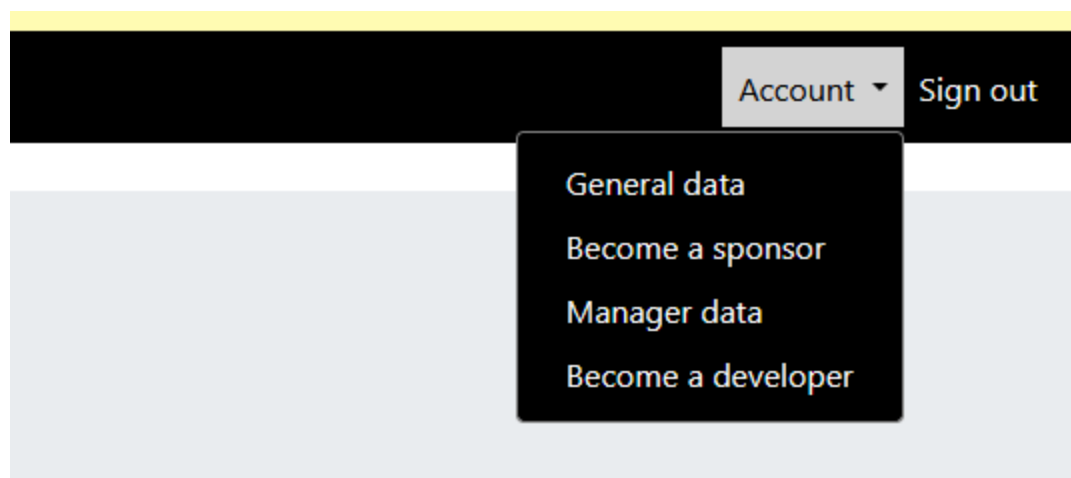 Account Sign out
General data
Become a sponsor
Manager data
Become a developer